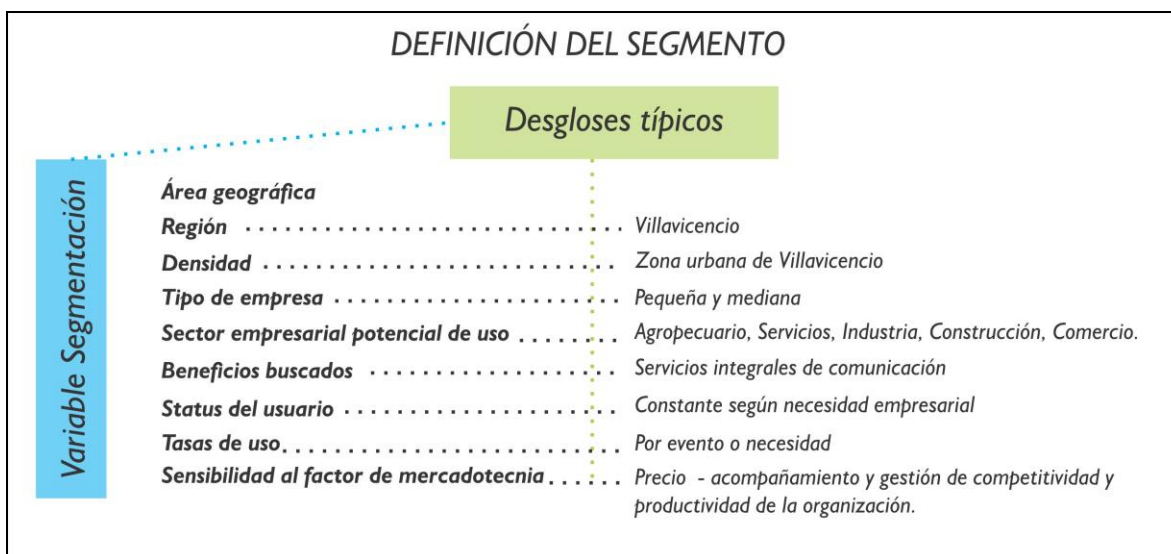 DEFINICIÓN DEL SEGMENTO
Desgloses típicos
Variable Segmentación
Área geográfica
Región . . . . . . . . . . . . . . . . . . . . . . . . . . . . . . Villavicencio
Densidad . . . . . . . . . . . . . . . . . . . . . . . . . . . . . . Zona urbana de Villavicencio
Tipo de empresa . . . . . . . . . . . . . . . . . . . . . . . . Pequeña y mediana
Sector empresarial potencial de uso . . . . . . . . Agropecuario, Servicios, Industria, Construcción, Comercio.
Beneficios buscados . . . . . . . . . . . . . . . . . . . . . Servicios integrales de comunicación
Status del usuario . . . . . . . . . . . . . . . . . . . . . . . Constante según necesidad empresarial
Tasas de uso. . . . . . . . . . . . . . . . . . . . . . . . . . . . Por evento o necesidad
Sensibilidad al factor de mercadotecnia . . . . . . Precio - acompañamiento y gestión de competitividad y
productividad de la organización.